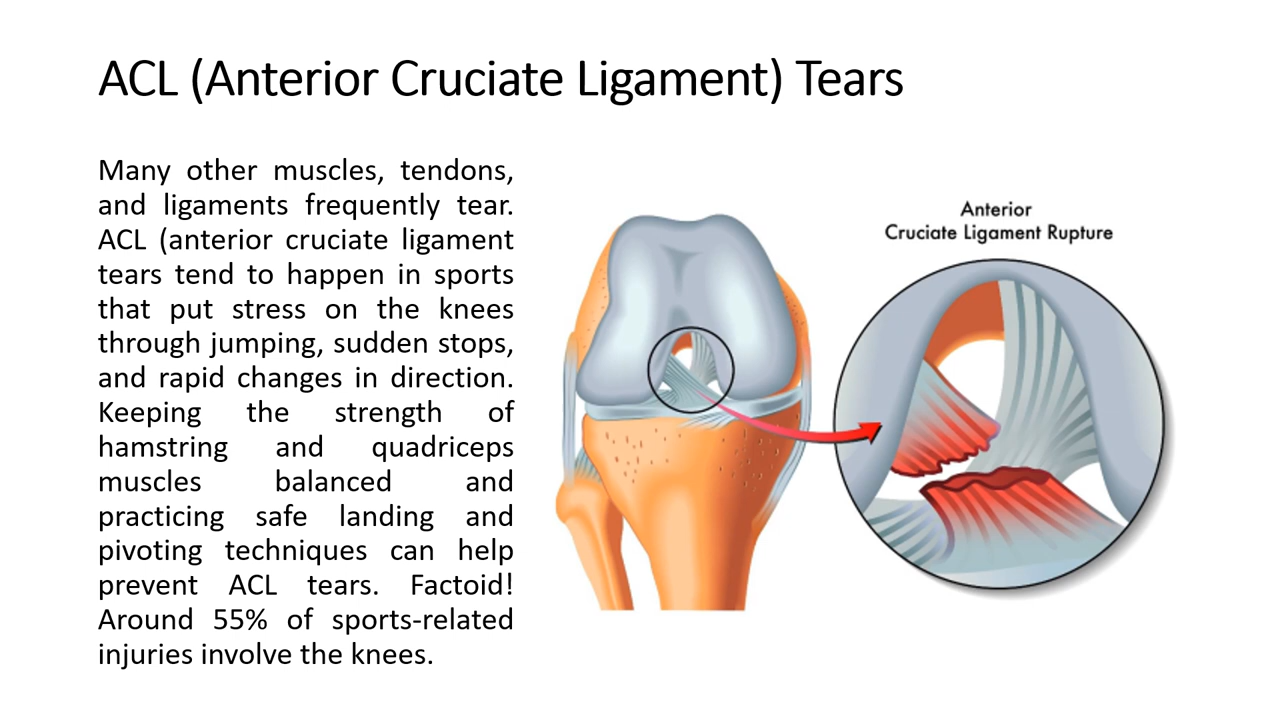 ACL (Anterior Cruciate Ligament) Tears
Many other muscles, tendons,
and ligaments frequently tear.
ACL (anterior cruciate ligament
tears tend to happen in sports
that put stress on the knees
through jumping, sudden stops,
and rapid changes in direction.
Keeping the strength of
hamstring and quadriceps
muscles balanced and
practicing safe landing and
pivoting techniques can help
prevent ACL tears. Factoid!
Around 55% of sports-related
injuries involve the knees.
Anterior
Cruciate Ligament Rupture